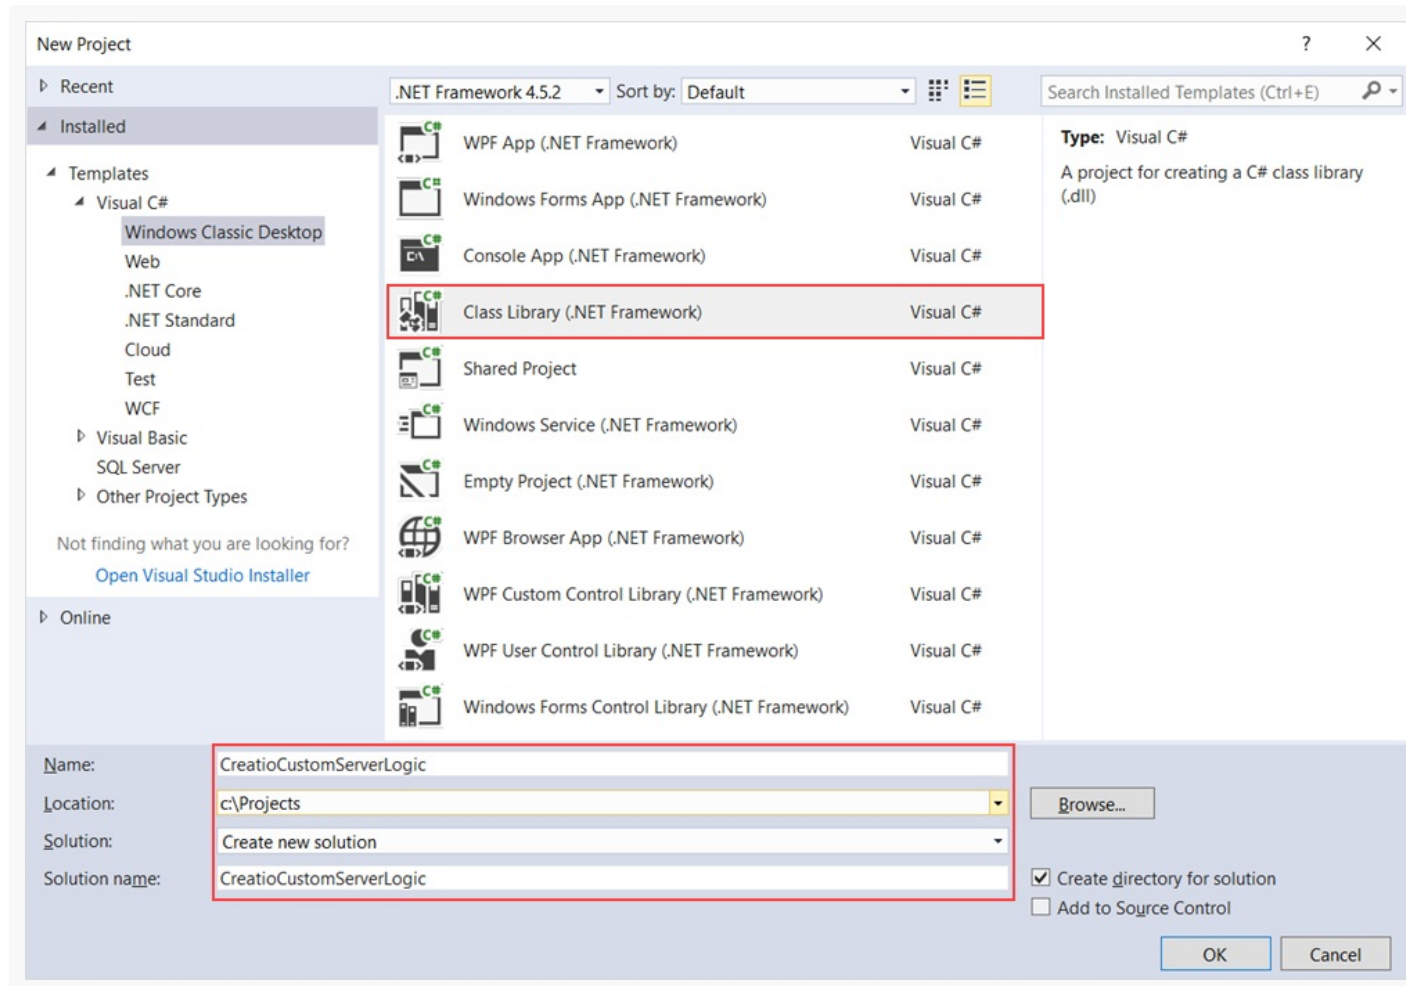 New Project
?
Recent
.NET Framework 4.5.2
Sort by: Default
Search Installed Templates (Ctrl+E)
Installed
Templates
Visual C#
Windows Classic Desktop
Web
.NET Core
.NET Standard
Cloud
Test
WCF
Visual Basic
SQL Server
Other Project Types
Not finding what you are looking for?
Open Visual Studio Installer
Online
C#
WPF App (.NET Framework) Visual C#
C#
Windows Forms App (.NET Framework) Visual C#
C#
C:\
Console App (.NET Framework) Visual C#
C#
Class Library (.NET Framework) Visual C#
C#
Shared Project Visual C#
C#
Windows Service (.NET Framework) Visual C#
C#
Empty Project (.NET Framework) Visual C#
C#
WPF Browser App (.NET Framework) Visual C#
C#
WPF Custom Control Library (.NET Framework) Visual C#
C#
WPF User Control Library (.NET Framework) Visual C#
C#
Windows Forms Control Library (.NET Framework) Visual C#
Type: Visual C#
A project for creating a C# class library
(.dll)
Name: CreatioCustomServerLogic
Location: c:\Projects
Browse...
Solution: Create new solution
Solution name: CreatioCustomServerLogic
Create directory for solution
Add to Source Control
OK
Cancel